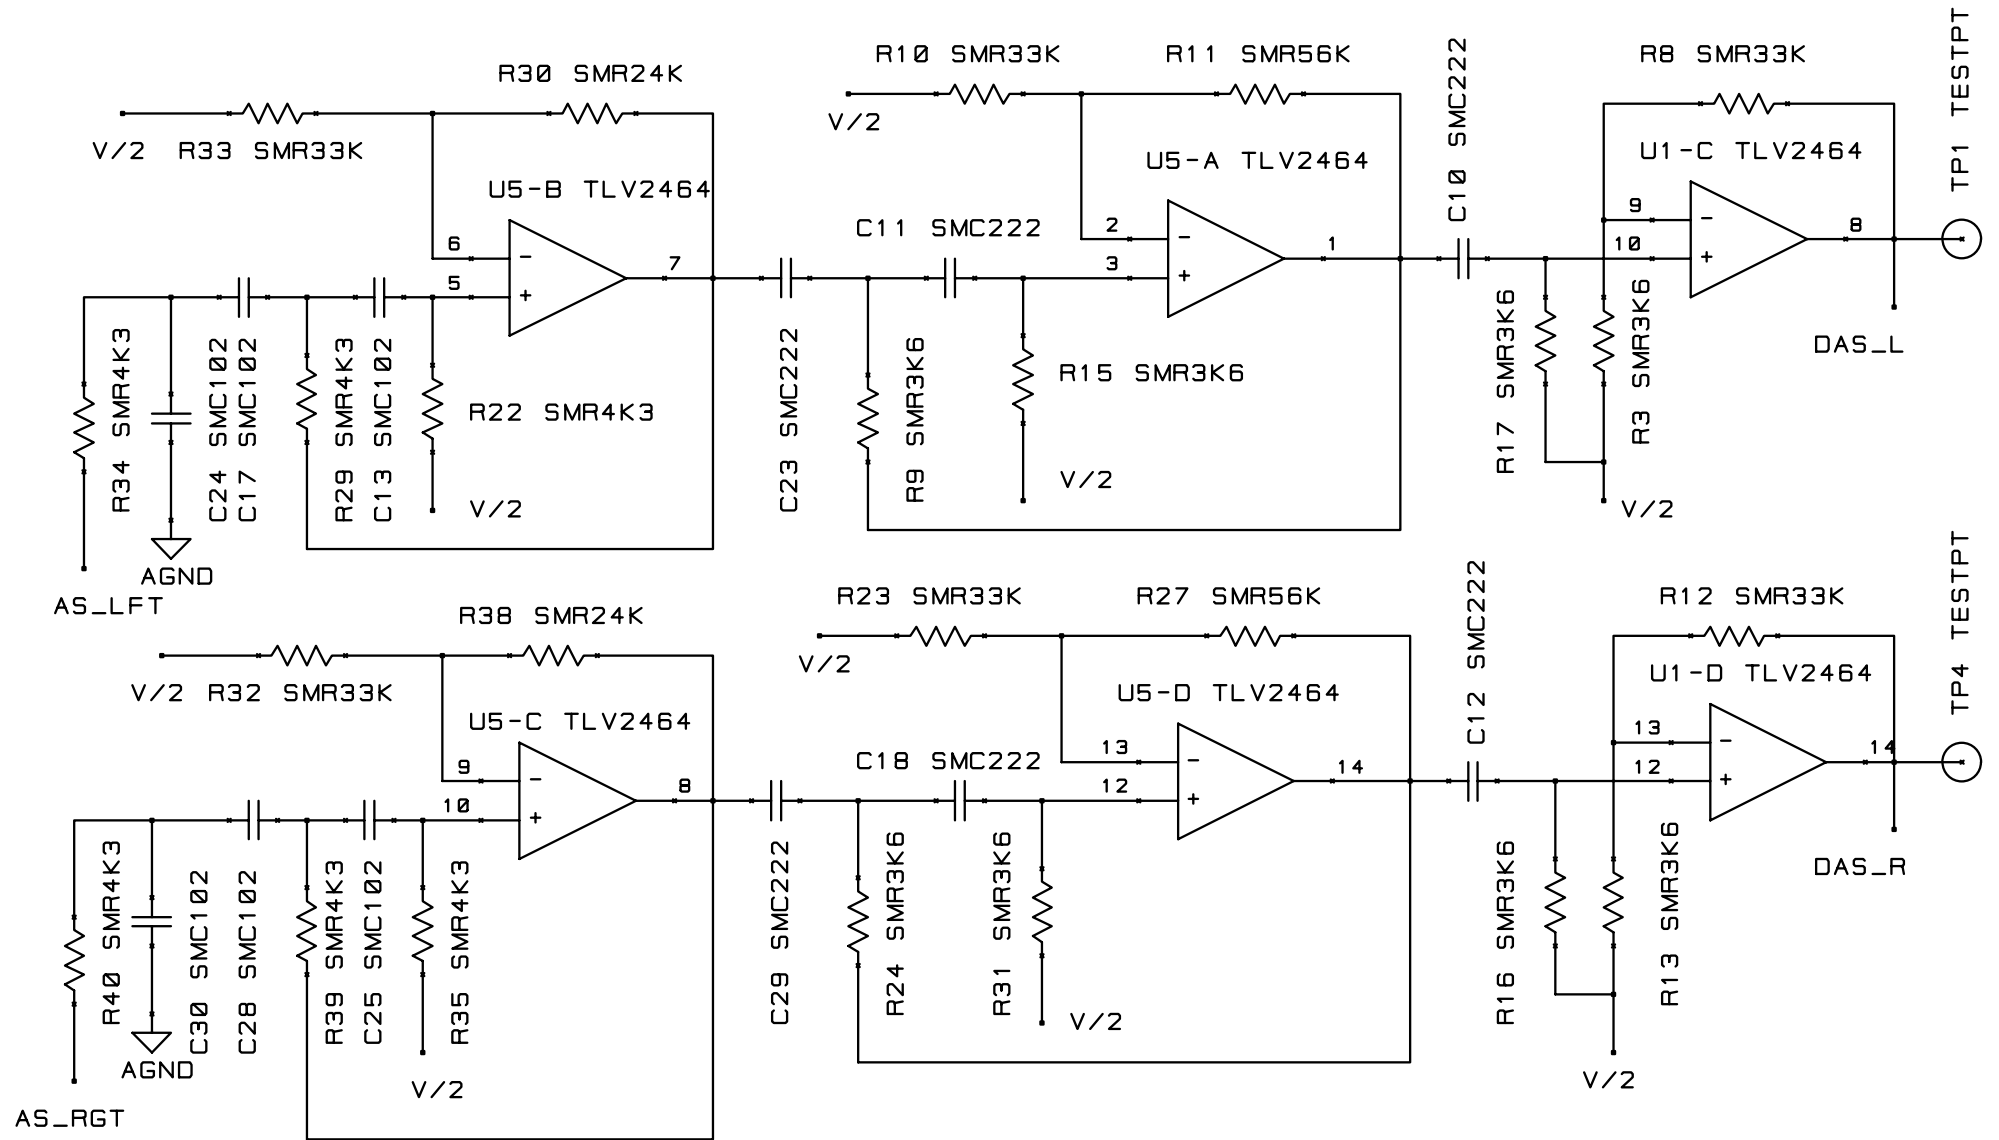 R10 SMR33K
R11 SMR56K
C10 SMC222
R8 SMR33K
TP1 TESTPT
R30 SMR24K
V/2
V/2 R33 SMR33K
U5-A TLV2464
U1-C TLV2464
U5-B TLV2464
C11 SMC222
6
-
5
+
7
2
-
3
+
1
9
-
10
+
8
R34 SMR4K3
C24 SMC102
C17 SMC102
R29 SMR4K3
C13 SMC102
R22 SMR4K3
V/2
C23 SMC222
R9 SMR3K6
R15 SMR3K6
V/2
R17 SMR3K6
R3 SMR3K6
V/2
DAS_L
AGND
AS_LFT
R38 SMR24K
R23 SMR33K
R27 SMR56K
C12 SMC222
R12 SMR33K
TP4 TESTPT
V/2 R32 SMR33K
V/2
U5-C TLV2464
U5-D TLV2464
U1-D TLV2464
C18 SMC222
9
-
10
+
8
13
-
12
+
14
13
-
12
+
14
R40 SMR4K3
C30 SMC102
C28 SMC102
R39 SMR4K3
C25 SMC102
R35 SMR4K3
V/2
C29 SMC222
R24 SMR3K6
R31 SMR3K6
V/2
R16 SMR3K6
R13 SMR3K6
V/2
DAS_R
AGND
AS_RGT